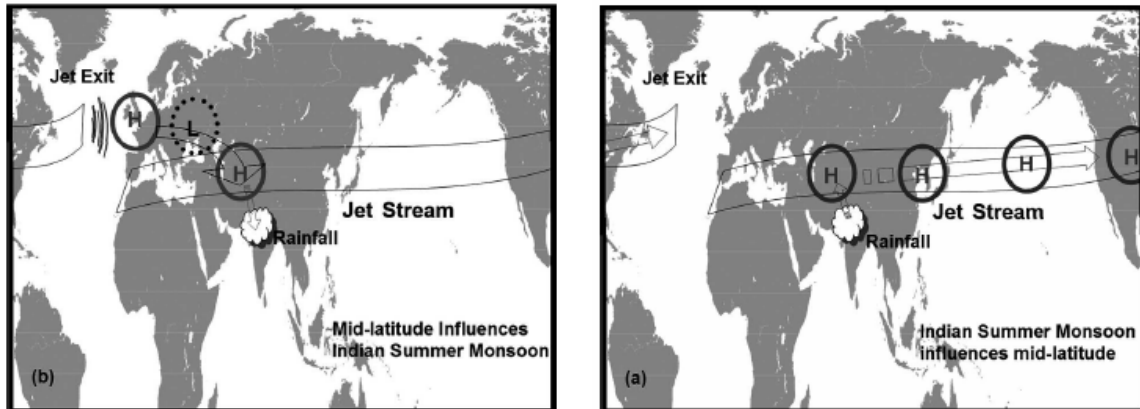 Jet Exit
H
L
H
Jet Stream
Rainfall
Mid-latitude Influences
Indian Summer Monsoon
(b)
Jet Exit
H
H
H
H
Jet Stream
Rainfall
Indian Summer Monsoon
influences mid-latitude
(a)